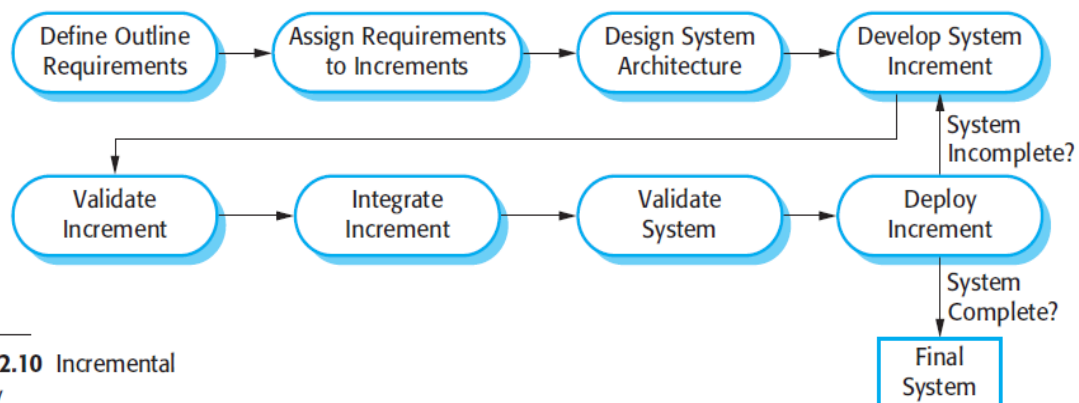 Define Outline
Requirements
Assign Requirements
to Increments
Design System
Architecture
Develop System
Increment
System
Incomplete?
Validate
Increment
Integrate
Increment
Validate
System
Deploy
Increment
System
Complete?
2.10 Incremental
Final
System